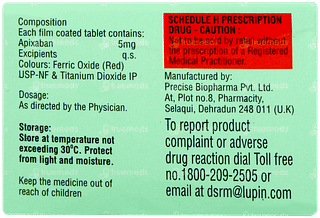 Composition
Each film coated tablet contains:
Apixaban 5mg
Excipients q.s.
Colours: Ferric Oxide (Red)
USP-NF & Titanium Dioxide IP
Dosage:
As directed by the Physician.
Storage:
Store at temperature not
exceeding 30°C. Protect
from light and moisture.
Keep the medicine out of
reach of children
SCHEDULE H PRESCRIPTION
DRUG - CAUTION :
Not to be sold by retail without
the prescription of a Registered
Medical Practitioner.
Manufactured by:
Precise Biopharma Pvt. Ltd.
At, Plot no.8, Pharmacity,
Selaqui, Dehradun 248 011 (U.K)
To report product
complaint or adverse
drug reaction dial Toll free
no.1800-209-2505 or
email at dsrm@lupin.com